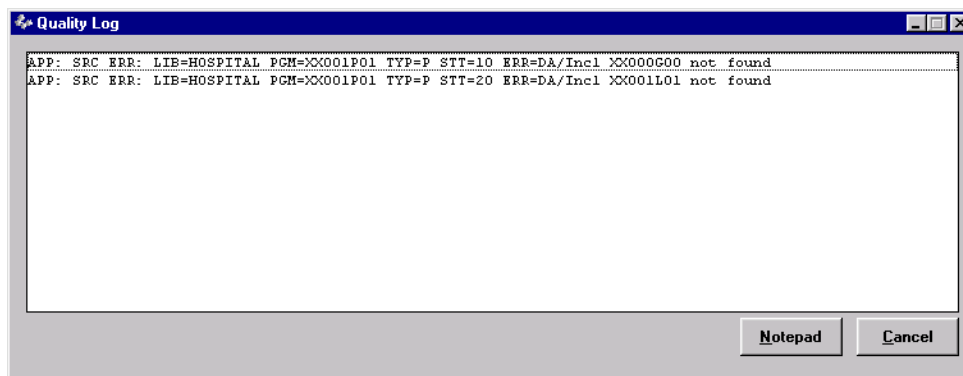 Quality Log
APP: SRC ERR: LIB=HOSPITAL PGM=XX001P01 TYP=P STT=10 ERR=DA/Incl XX000G00 not found
APP: SRC ERR: LIB=HOSPITAL PGM=XX001P01 TYP=P STT=20 ERR=DA/Incl XX001L01 not found
Notepad
Cancel